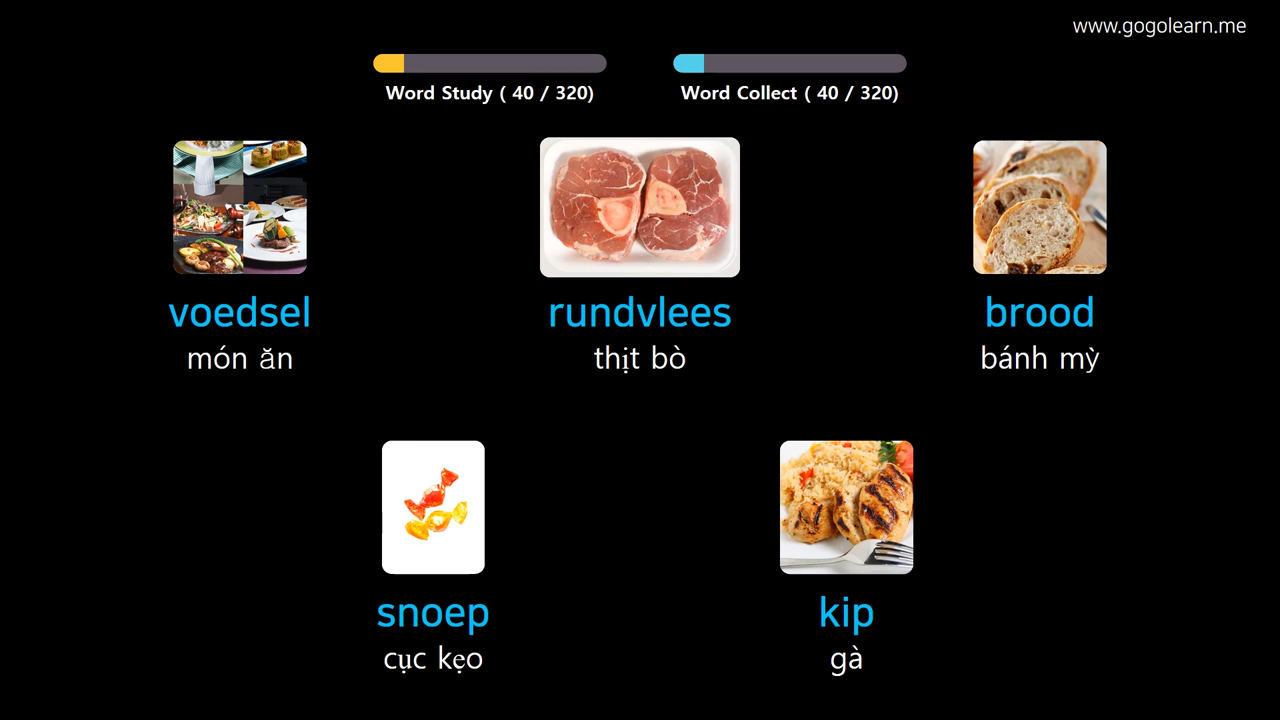 www.gogolearn.me
Word Study ( 40 / 320)
Word Collect ( 40 / 320)
voedsel
món ăn
rundvlees
thịt bò
brood
bánh mỳ
snoep
cục kẹo
kip
gà